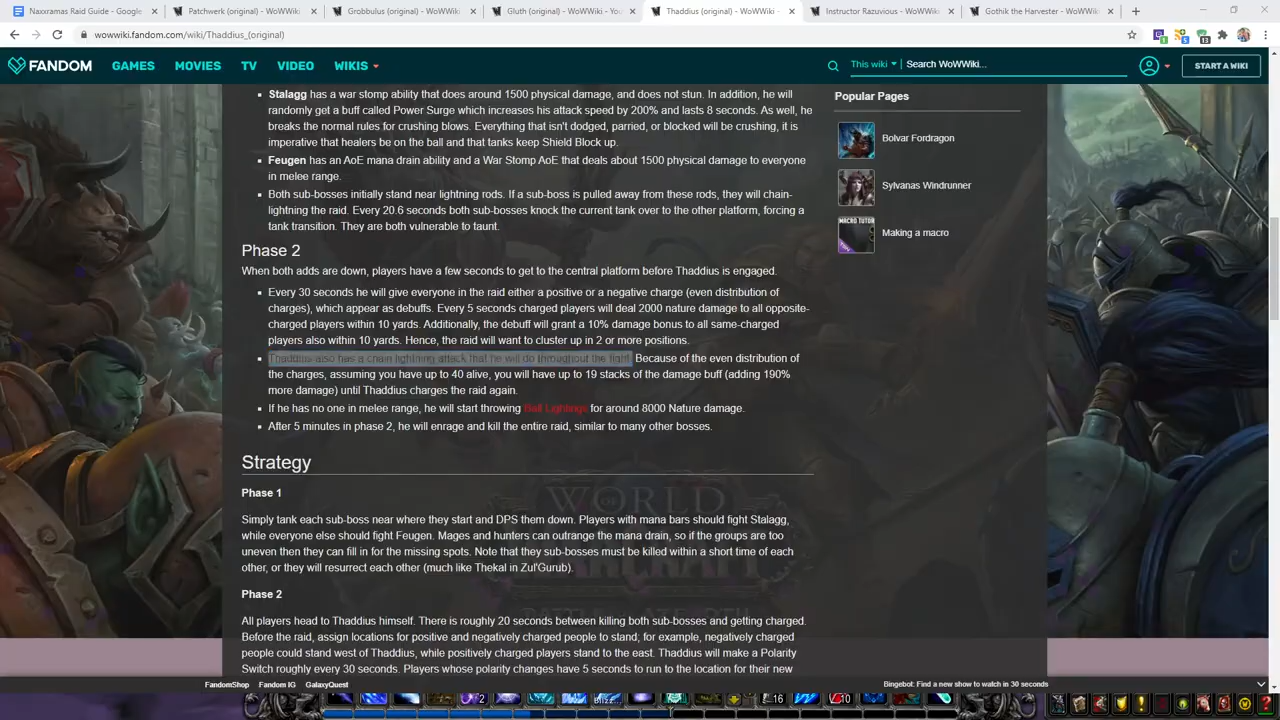 Naxxramas Raid Guide - Google
Patchwerk (original) - WoWWiki
Grobbulus (original) - WoWWiki
Gluth (original) - WoWWiki - You
Thaddius (original) - WoWWiki
Instructor Razuvious - WoWWiki
Gothik the Harvester - WoWWiki
wowwiki.fandom.com/wiki/Thaddius_(original)
FANDOM GAMES MOVIES TV VIDEO WIKIS This wiki Search WoWWiki... START A WIKI
Stalagg has a war stomp ability that does around 1500 physical damage, and does not stun. In addition, he will
randomly get a buff called Power Surge which increases his attack speed by 200% and lasts 8 seconds. As well, he
breaks the normal rules for crushing blows. Everything that isn't dodged, parried, or blocked will be crushing, it is
imperative that healers be on the ball and that tanks keep Shield Block up.
Feugen has an AoE mana drain ability and a War Stomp AoE that deals about 1500 physical damage to everyone
in melee range.
Both sub-bosses initially stand near lightning rods. If a sub-boss is pulled away from these rods, they will chain-
lightning the raid. Every 20.6 seconds both sub-bosses knock the current tank over to the other platform, forcing a
tank transition. They are both vulnerable to taunt.
Phase 2
When both adds are down, players have a few seconds to get to the central platform before Thaddius is engaged.
Every 30 seconds he will give everyone in the raid either a positive or a negative charge (even distribution of
charges), which appear as debuffs. Every 5 seconds charged players will deal 2000 nature damage to all opposite-
charged players within 10 yards. Additionally, the debuff will grant a 10% damage bonus to all same-charged
players also within 10 yards. Hence, the raid will want to cluster up in 2 or more positions.
Thaddius also has a chain lightning attack that he will do throughout the fight. Because of the even distribution of
the charges, assuming you have up to 40 alive, you will have up to 19 stacks of the damage buff (adding 190%
more damage) until Thaddius charges the raid again.
If he has no one in melee range, he will start throwing Ball Lightnings for around 8000 Nature damage.
After 5 minutes in phase 2, he will enrage and kill the entire raid, similar to many other bosses.
Strategy
Phase 1
Simply tank each sub-boss near where they start and DPS them down. Players with mana bars should fight Stalagg,
while everyone else should fight Feugen. Mages and hunters can outrange the mana drain, so if the groups are too
uneven then they can fill in for the missing spots. Note that they sub-bosses must be killed within a short time of each
other, or they will resurrect each other (much like Thekal in Zul'Gurub).
Phase 2
All players head to Thaddius himself. There is roughly 20 seconds between killing both sub-bosses and getting charged.
Before the raid, assign locations for positive and negatively charged people to stand; for example, negatively charged
people could stand west of Thaddius, while positively charged players stand to the east. Thaddius will make a Polarity
Switch roughly every 30 seconds. Players whose polarity changes have 5 seconds to run to the location for their new
Popular Pages
Bolvar Fordragon
Sylvanas Windrunner
MACRO TUTOR
Making a macro
WORLD
FandomShop Fandom IG GalaxyQuest
Bingebot: Find a new show to watch in 30 seconds
2
Blizz...
16
10